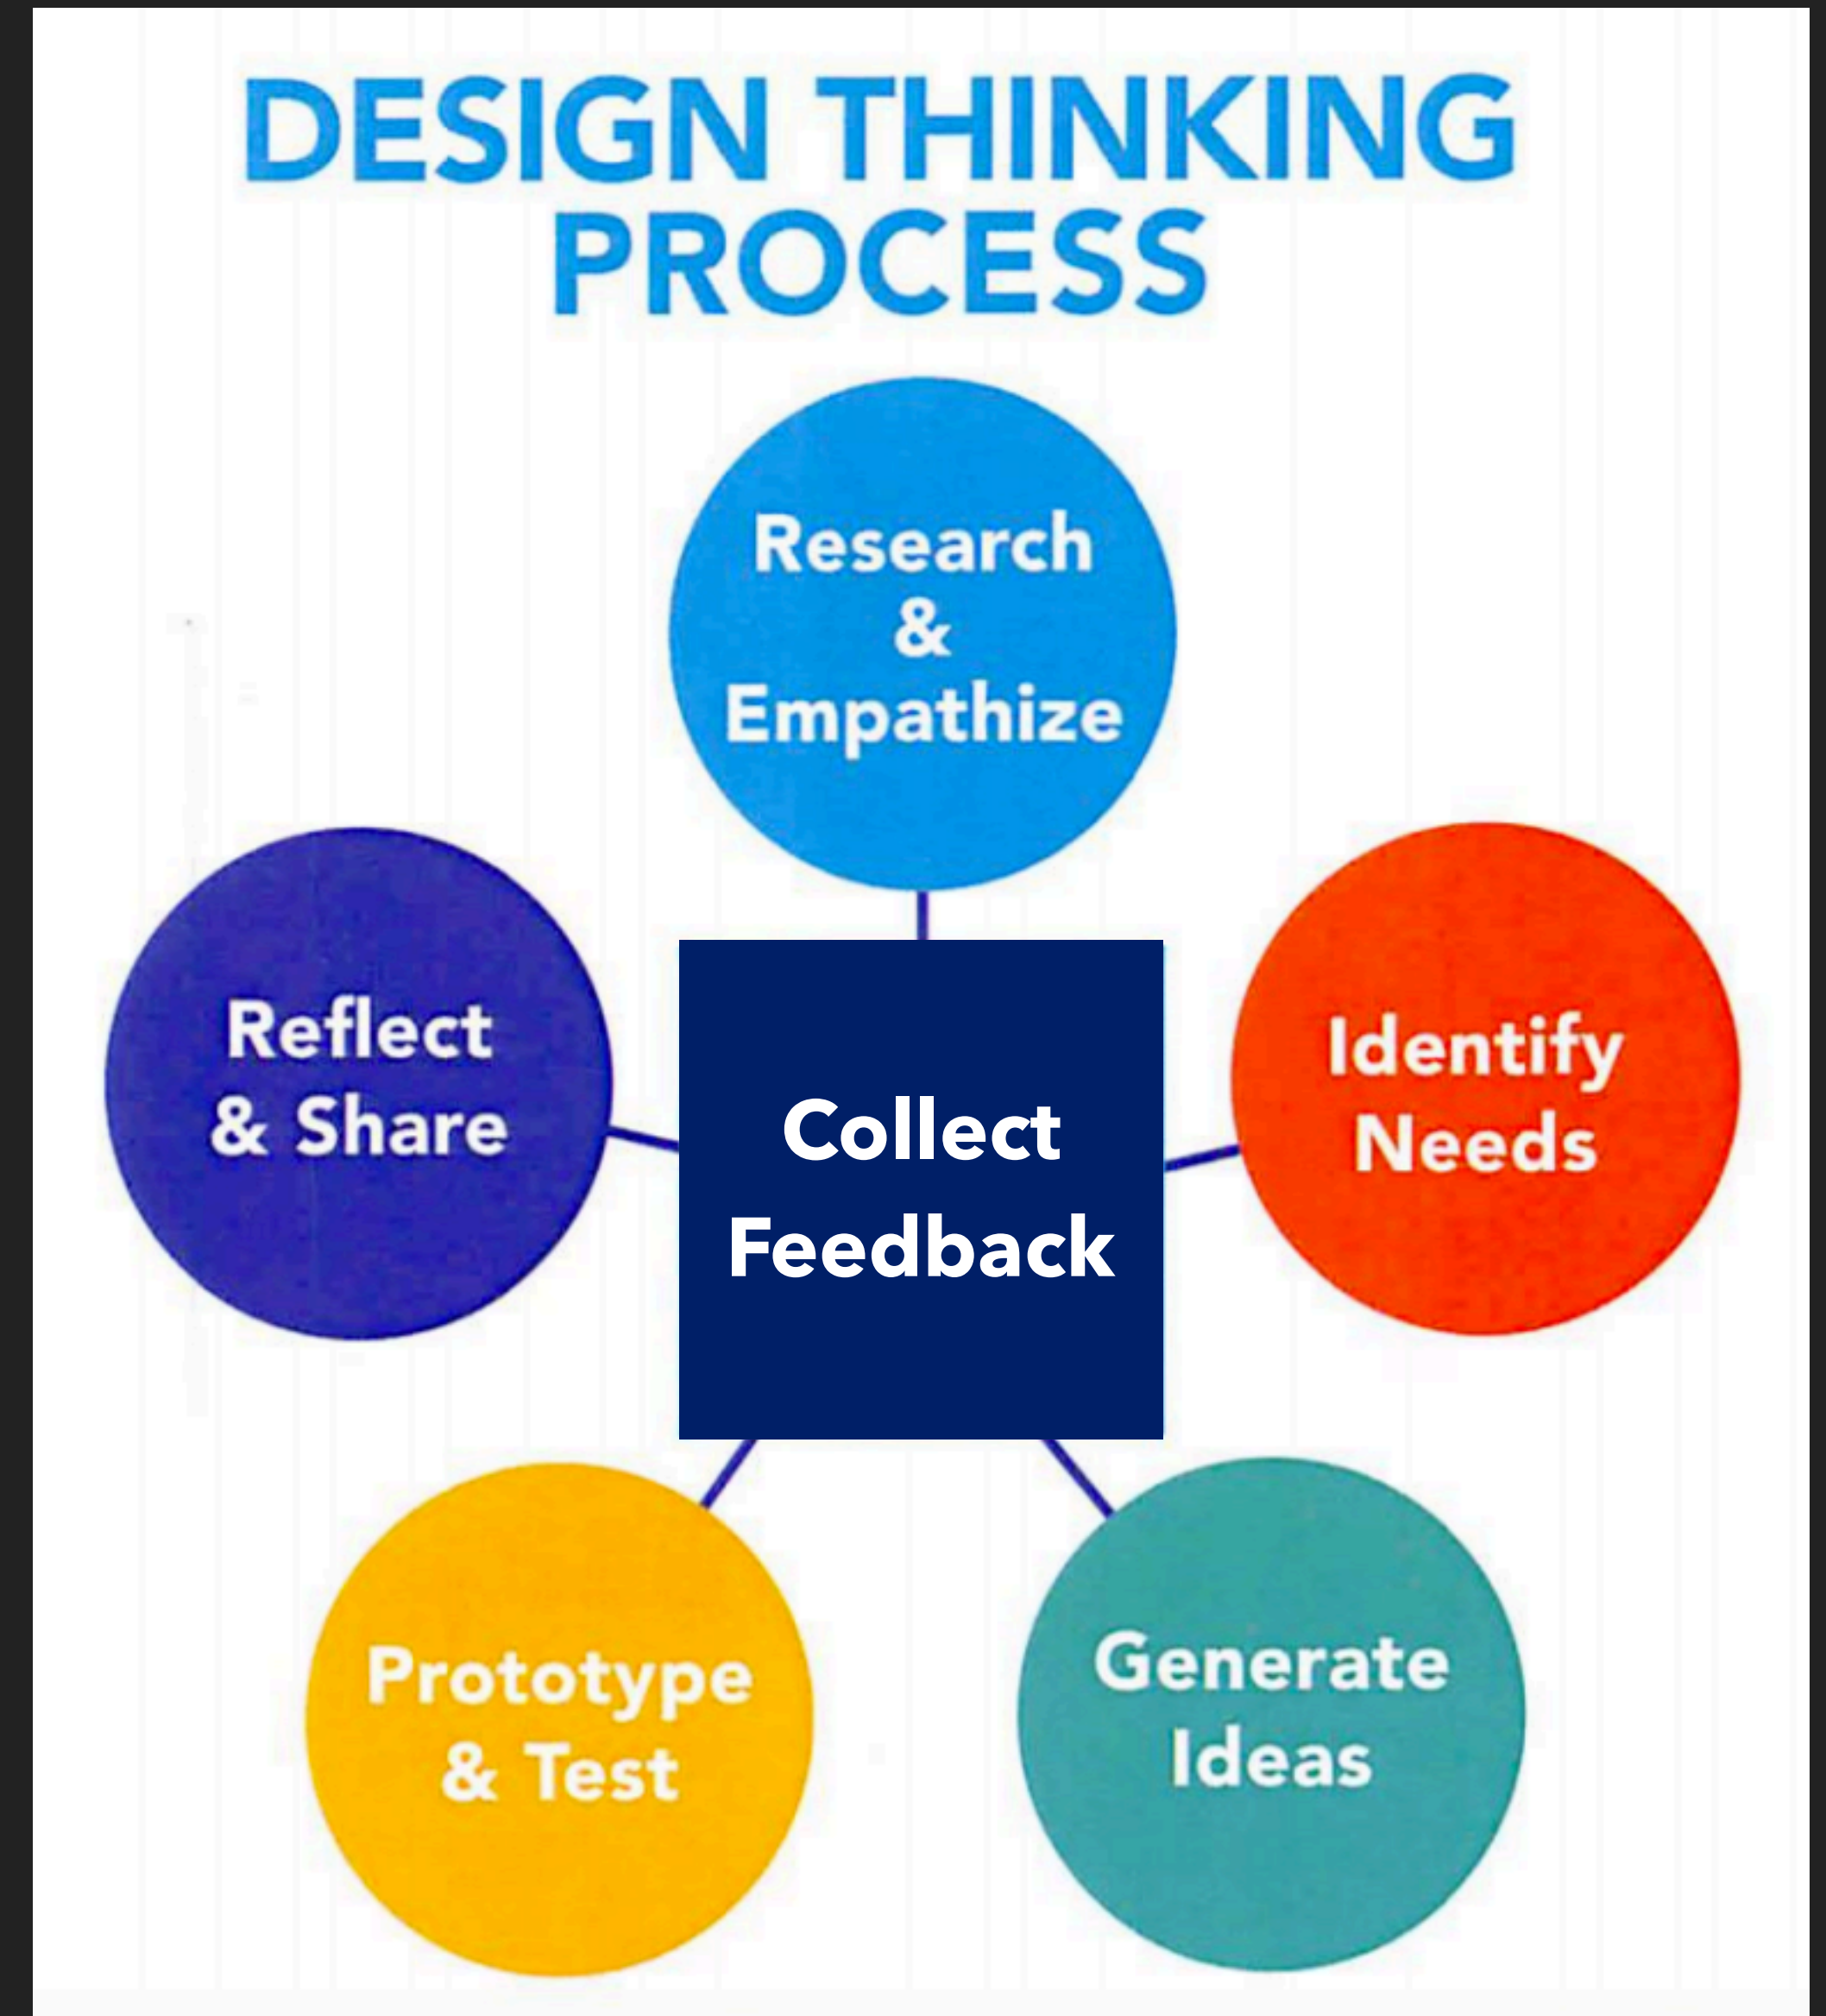 DESIGN THINKING
PROCESS
Research
&
Empathize
Identify
Needs
Generate
Ideas
Prototype
& Test
Reflect
& Share
Collect
Feedback